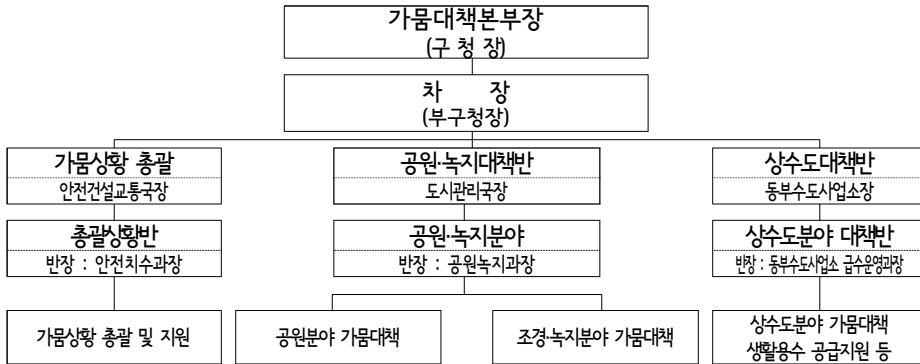 가뭄대책본부장
(구 청 장)
차 장
(부구청장)
가뭄상황 총괄
안전건설교통국장
공원·녹지대책반
도시관리국장
상수도대책반
동부수도사업소장
총괄상황반
반장 : 안전치수과장
공원·녹지분야
반장 : 공원녹지과장
상수도분야 대책반
반장 : 동부수도사업소 급수운영과장
가뭄상황 총괄 및 지원
공원분야 가뭄대책
조경·녹지분야 가뭄대책
상수도분야 가뭄대책
생활용수 공급지원 등